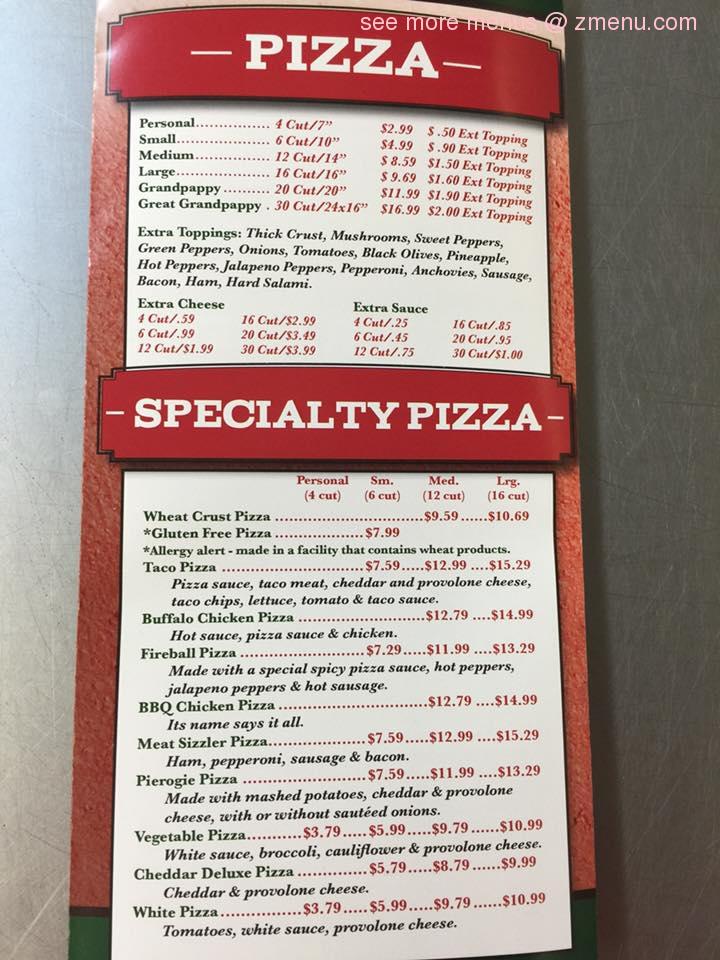 see more menus @ zmenu.com
— PIZZA —
Personal................. 4 Cut/7” $2.99 $ .50 Ext Topping
Small..................... 6 Cut/10” $4.99 $ .90 Ext Topping
Medium................. 12 Cut/14” $ 8.59 $1.50 Ext Topping
Large..................... 16 Cut/16” $ 9.69 $1.60 Ext Topping
Grandpappy .......... 20 Cut/20” $11.99 $1.90 Ext Topping
Great Grandpappy . 30 Cut/24x16” $16.99 $2.00 Ext Topping
Extra Toppings: Thick Crust, Mushrooms, Sweet Peppers,
Green Peppers, Onions, Tomatoes, Black Olives, Pineapple,
Hot Peppers, Jalapeno Peppers, Pepperoni, Anchovies, Sausage,
Bacon, Ham, Hard Salami.
Extra Cheese Extra Sauce
4 Cut/.59 16 Cut/$2.99 4 Cut/.25 16 Cut/.85
6 Cut/.99 20 Cut/$3.49 6 Cut/.45 20 Cut/.95
12 Cut/$1.99 30 Cut/$3.99 12 Cut/.75 30 Cut/$1.00
– SPECIALTY PIZZA –
Personal Sm. Med. Lrg.
(4 cut) (6 cut) (12 cut) (16 cut)
Wheat Crust Pizza ..................................$9.59 ......$10.69
*Gluten Free Pizza ....................$7.99
*Allergy alert - made in a facility that contains wheat products.
Taco Pizza ................................$7.59.....$12.99 ....$15.29
Pizza sauce, taco meat, cheddar and provolone cheese,
taco chips, lettuce, tomato & taco sauce.
Buffalo Chicken Pizza .............................$12.79 ....$14.99
Hot sauce, pizza sauce & chicken.
Fireball Pizza ............................$7.29.....$11.99 ....$13.29
Made with a special spicy pizza sauce, hot peppers,
jalapeno peppers & hot sausage.
BBQ Chicken Pizza .................................$12.79 ....$14.99
Its name says it all.
Meat Sizzler Pizza......................$7.59.....$12.99 ....$15.29
Ham, pepperoni, sausage & bacon.
Pierogie Pizza ............................$7.59.....$11.99 ....$13.29
Made with mashed potatoes, cheddar & provolone
cheese, with or without sautéed onions.
Vegetable Pizza............$3.79.....$5.99.....$9.79 ......$10.99
White sauce, broccoli, cauliflower & provolone cheese.
Cheddar Deluxe Pizza ................$5.79.....$8.79 ......$9.99
Cheddar & provolone cheese.
White Pizza..................$3.79.....$5.99.....$9.79 ......$10.99
Tomatoes, white sauce, provolone cheese.